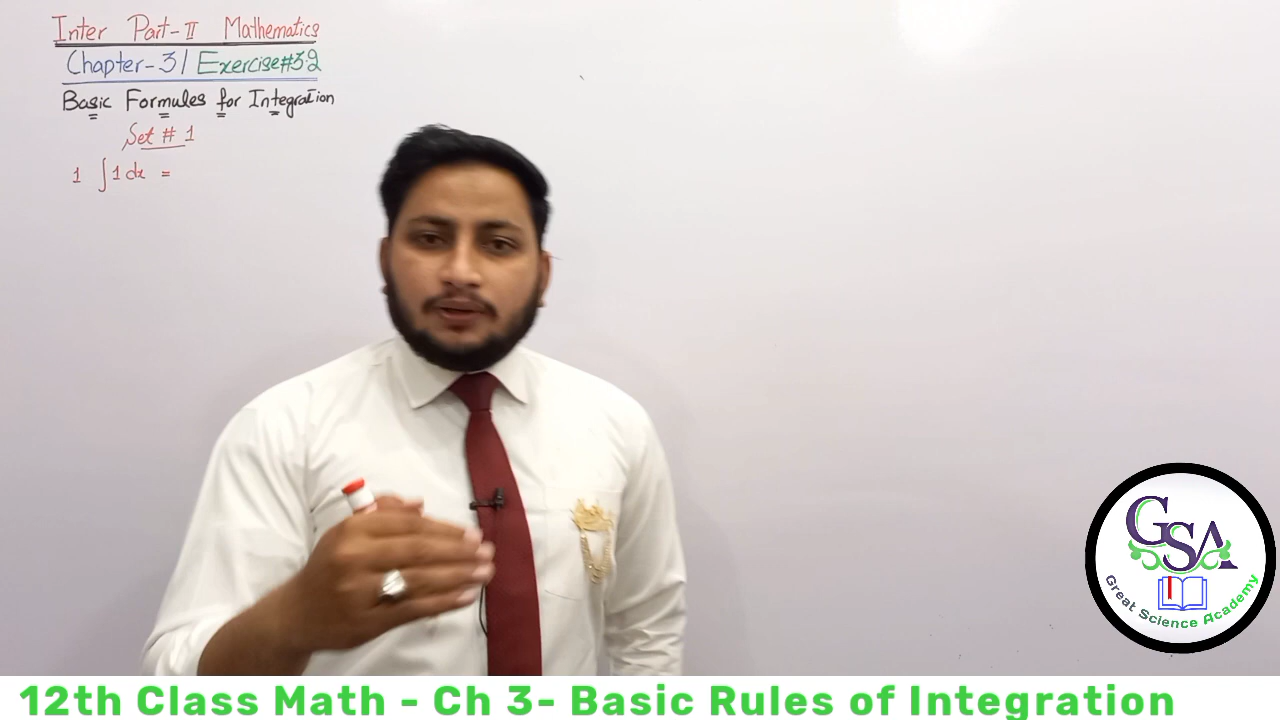 Inter Part-II Mathematics
Chapter-3/ Exercise#3.2
Basic Formules for Integration
Set # 1
1 ∫1 dx =
GSA
Great Science Academy
12th Class Math - Ch 3- Basic Rules of Integration